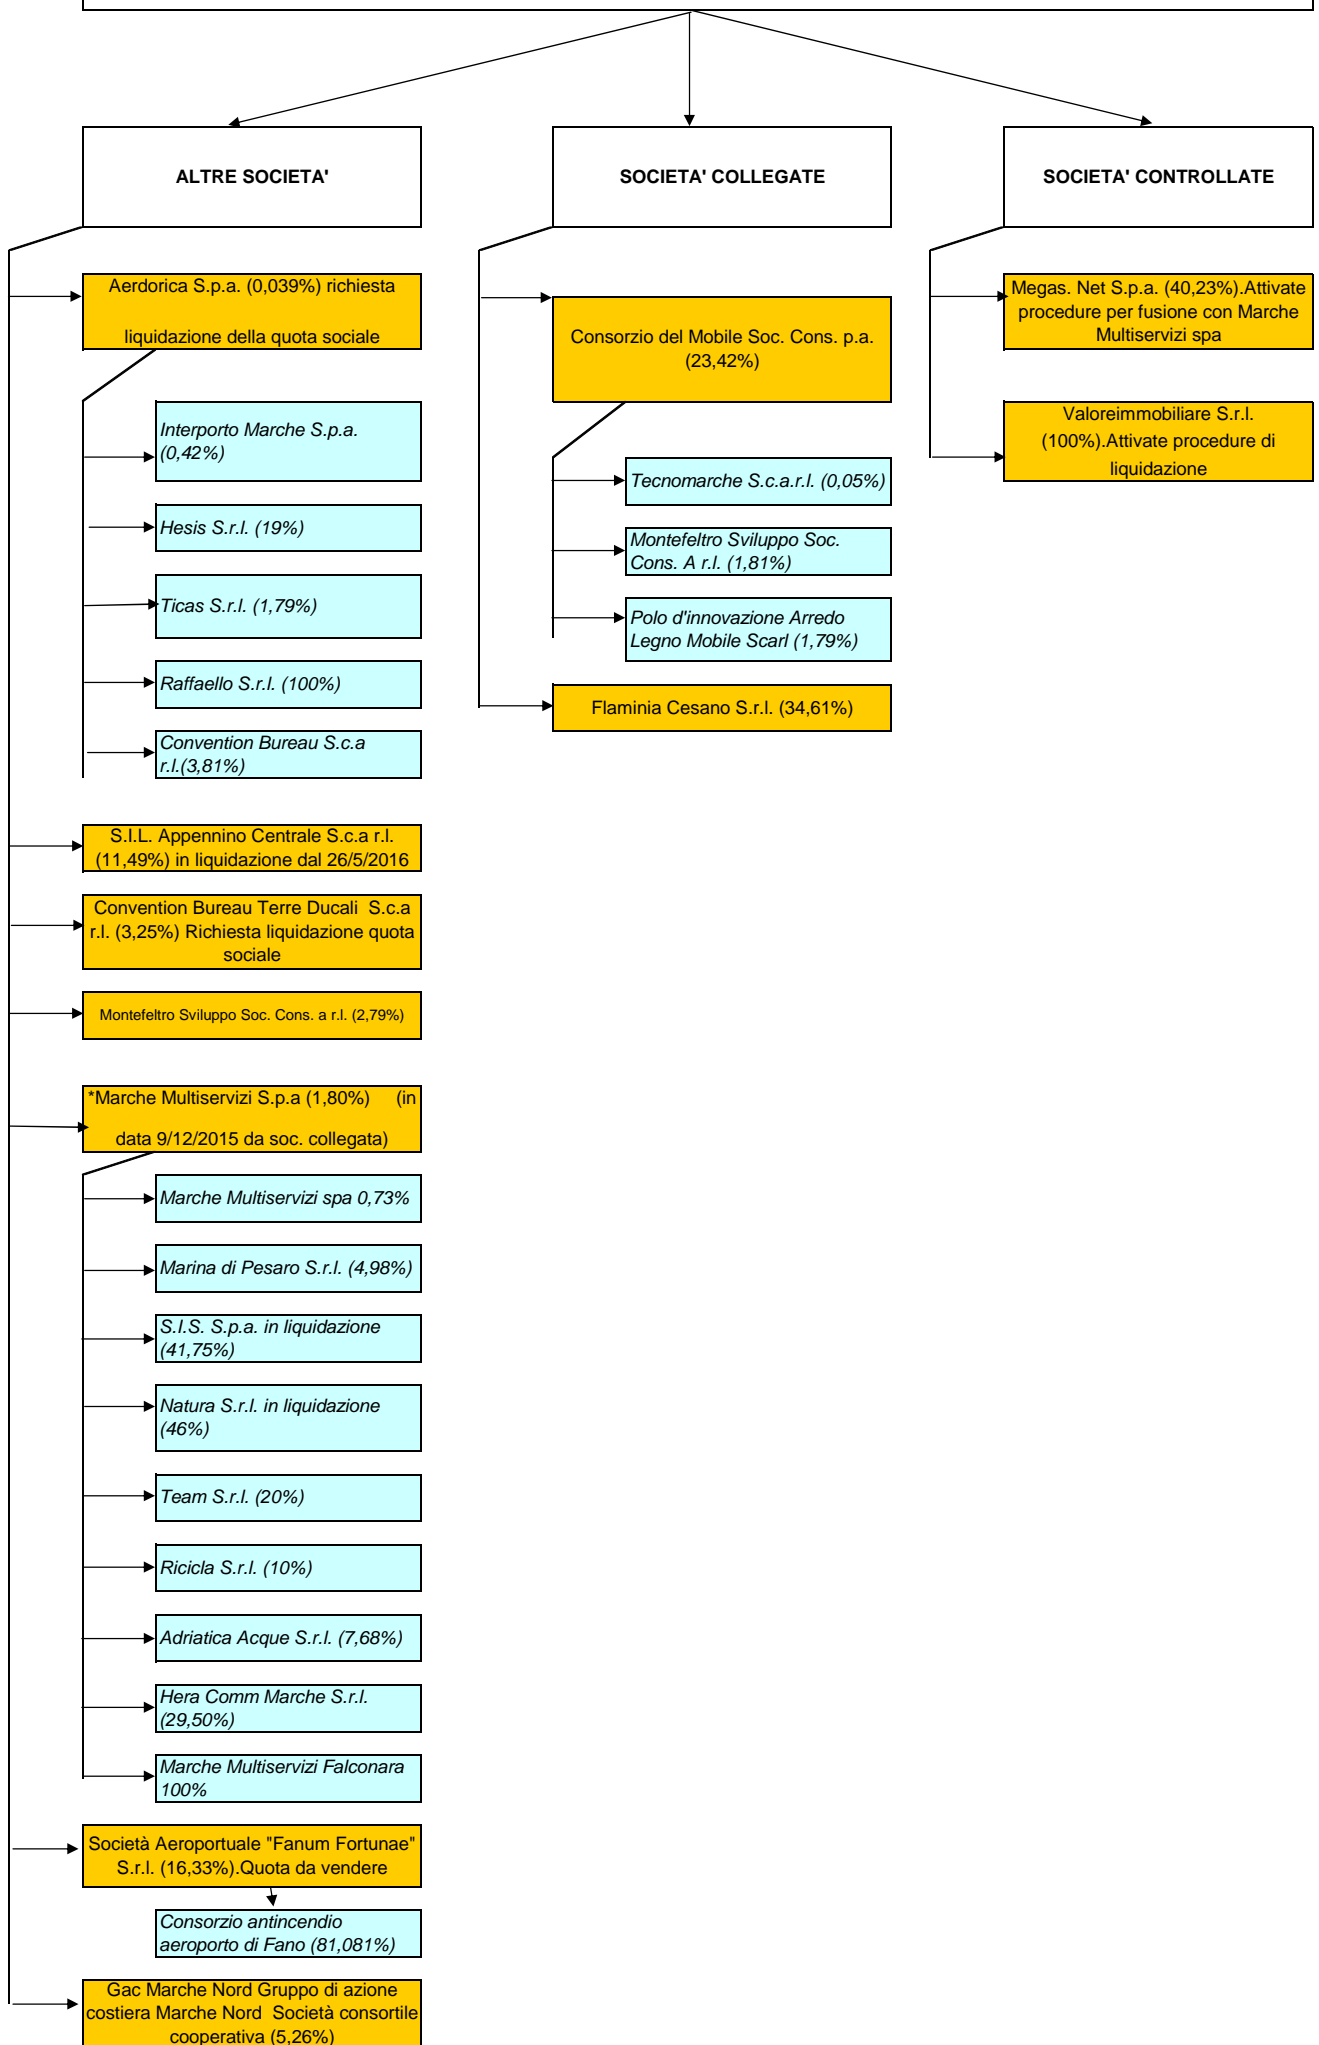 ALTRE SOCIETA'
SOCIETA' COLLEGATE
SOCIETA' CONTROLLATE
Aerdorica S.p.a. (0,039%) richiesta
liquidazione della quota sociale
Interporto Marche S.p.a.
(0,42%)
Hesis S.r.l. (19%)
Ticas S.r.l. (1,79%)
Raffaello S.r.l. (100%)
Convention Bureau S.c.a
r.l.(3,81%)
S.I.L. Appennino Centrale S.c.a r.l.
(11,49%) in liquidazione dal 26/5/2016
Convention Bureau Terre Ducali S.c.a
r.l. (3,25%) Richiesta liquidazione quota
sociale
Montefeltro Sviluppo Soc. Cons. a r.l. (2,79%)
*Marche Multiservizi S.p.a (1,80%) (in
data 9/12/2015 da soc. collegata)
Marche Multiservizi spa 0,73%
Marina di Pesaro S.r.l. (4,98%)
S.I.S. S.p.a. in liquidazione
(41,75%)
Natura S.r.l. in liquidazione
(46%)
Team S.r.l. (20%)
Ricicla S.r.l. (10%)
Adriatica Acque S.r.l. (7,68%)
Hera Comm Marche S.r.l.
(29,50%)
Marche Multiservizi Falconara
100%
Società Aeroportuale "Fanum Fortunae"
S.r.l. (16,33%).Quota da vendere
Consorzio antincendio
aeroporto di Fano (81,081%)
Gac Marche Nord Gruppo di azione
costiera Marche Nord Società consortile
cooperativa (5,26%)
Consorzio del Mobile Soc. Cons. p.a.
(23,42%)
Tecnomarche S.c.a.r.l. (0,05%)
Montefeltro Sviluppo Soc.
Cons. A r.l. (1,81%)
Polo d'innovazione Arredo
Legno Mobile Scarl (1,79%)
Flaminia Cesano S.r.l. (34,61%)
Megas. Net S.p.a. (40,23%).Attivate
procedure per fusione con Marche
Multiservizi spa
Valoreimmobiliare S.r.l.
(100%).Attivate procedure di
liquidazione